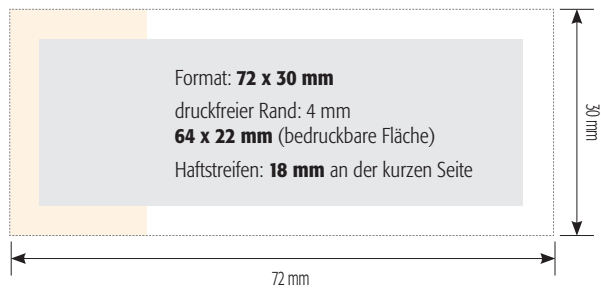 Format: 72 x 30 mm
druckfreier Rand: 4 mm
64 x 22 mm (bedruckbare Fläche)
Haftstreifen: 18 mm an der kurzen Seite
30 mm
72 mm